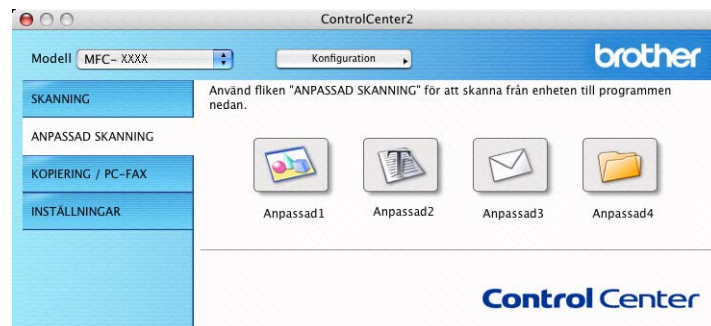 ControlCenter2
Modell MFC- XXXX Konfiguration brother
SKANNING
ANPASSAD SKANNING
KOPIERING / PC-FAX
INSTÄLLNINGAR
Använd fliken "ANPASSAD SKANNING" för att skanna från enheten till programmen
nedan.
Anpassad1 Anpassad2 Anpassad3 Anpassad4
Control Center